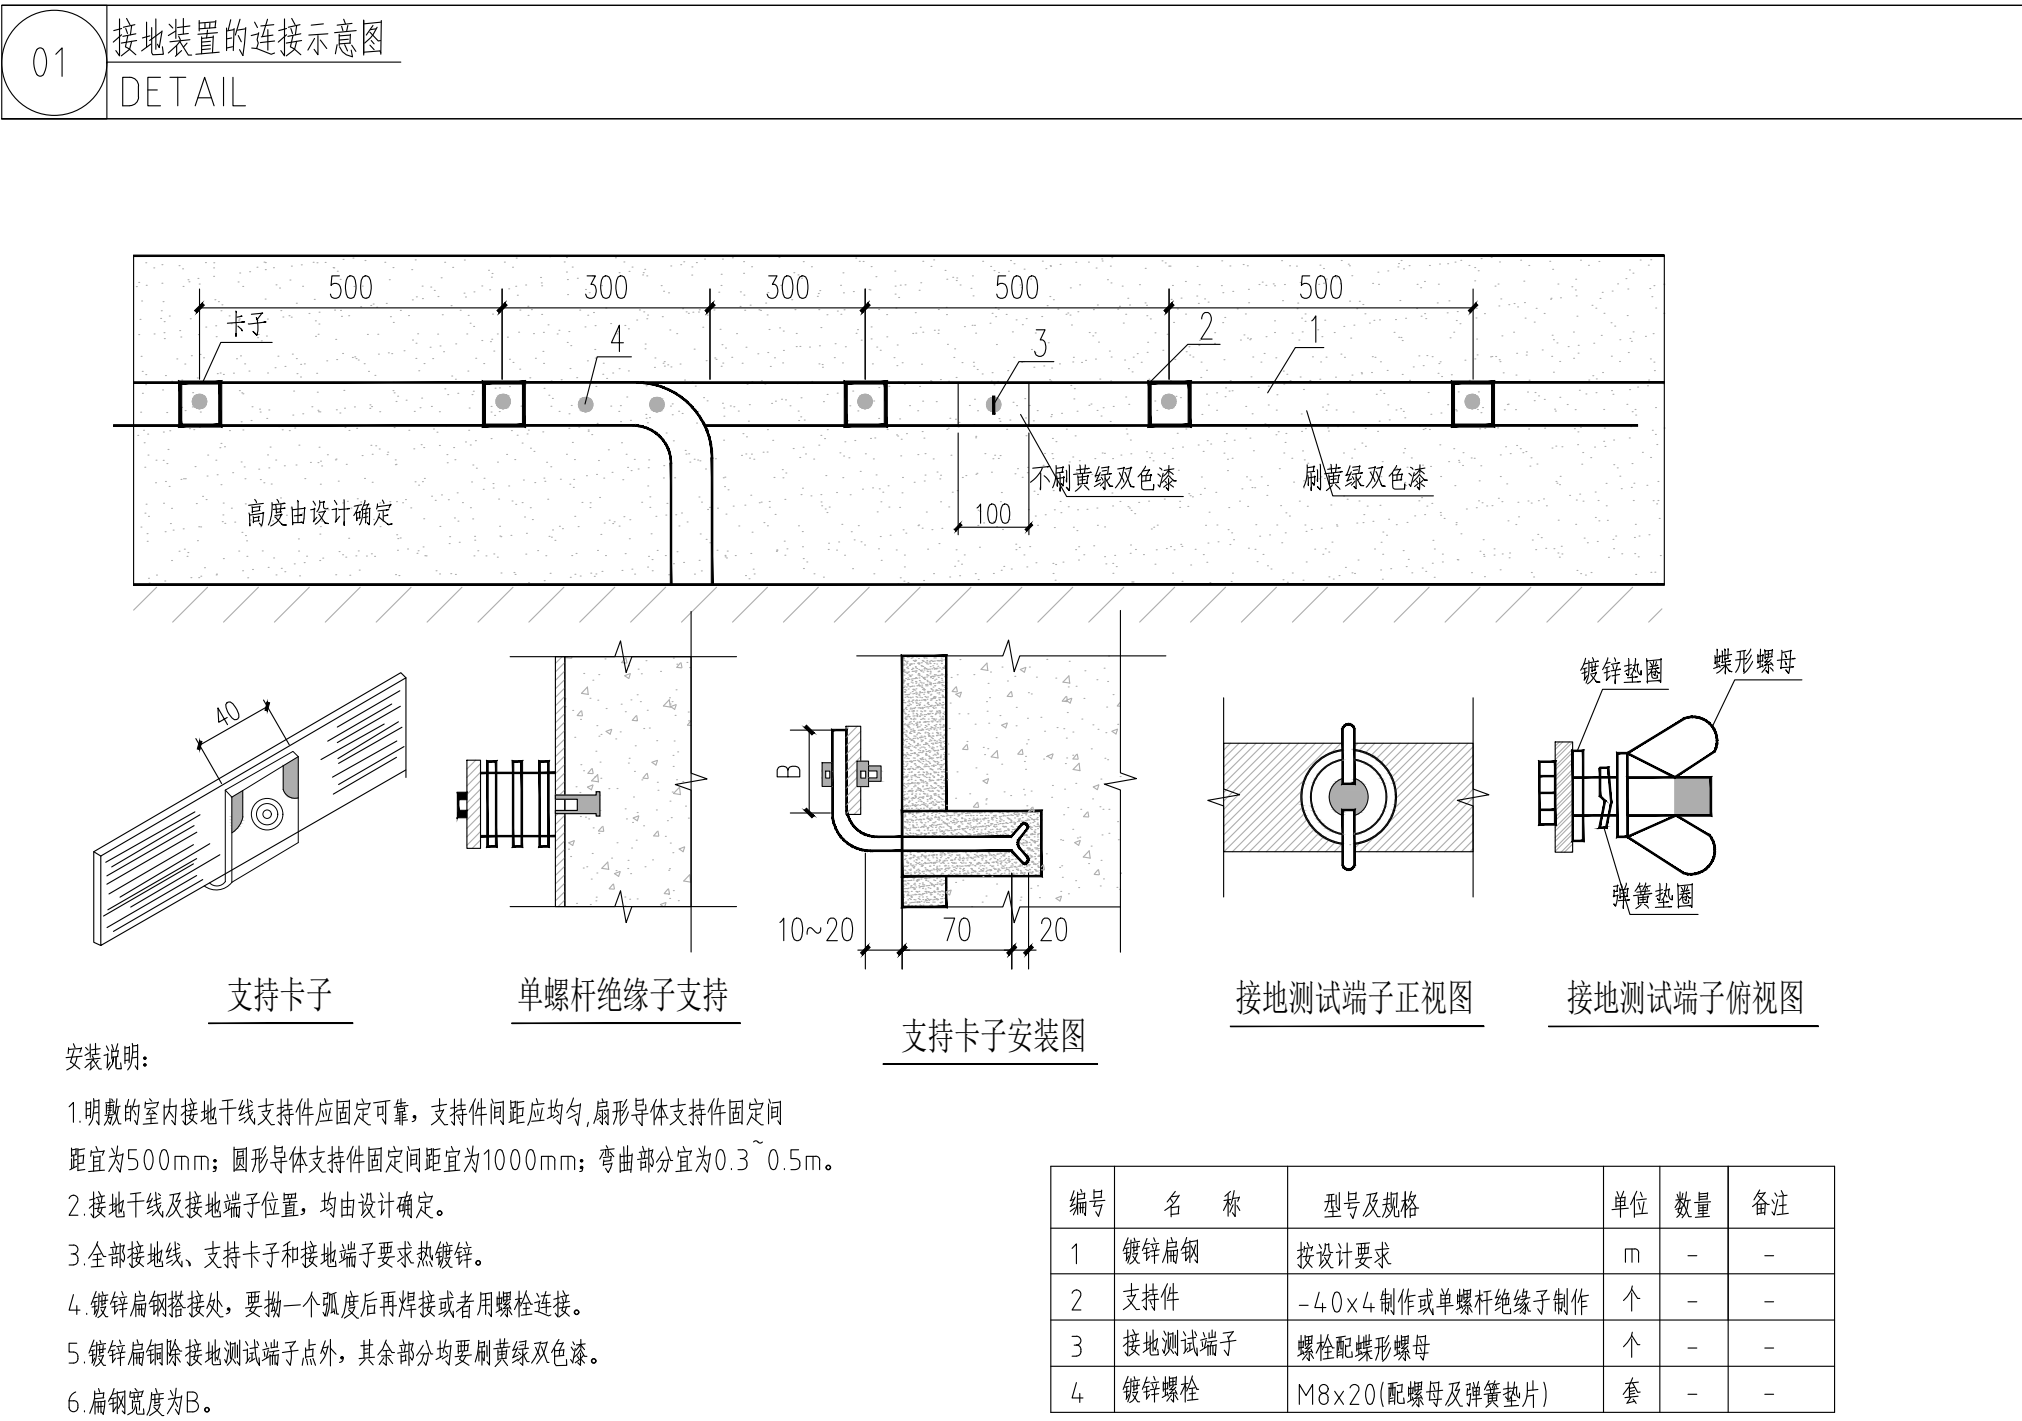 01
接地装置的连接示意图
DETAIL
500
300
300
500
500
卡子
4
3
2
1
不刷黄绿双色漆
刷黄绿双色漆
高度由设计确定
100
40
B
10~20
70
20
镀锌垫圈
蝶形螺母
弹簧垫圈
支持卡子
单螺杆绝缘子支持
支持卡子安装图
接地测试端子正视图
接地测试端子俯视图
安装说明：
1.明敷的室内接地干线支持件应固定可靠，支持件间距应均匀,扇形导体支持件固定间
距宜为500mm；圆形导体支持件固定间距宜为1000mm；弯曲部分宜为0.3~0.5m。
2.接地干线及接地端子位置，均由设计确定。
3.全部接地线、支持卡子和接地端子要求热镀锌。
4.镀锌扁钢搭接处，要拗一个弧度后再焊接或者用螺栓连接。
5.镀锌扁铜除接地测试端子点外，其余部分均要刷黄绿双色漆。
6.扁钢宽度为B。
编号 名 称 型号及规格 单位 数量 备注
1 镀锌扁钢 按设计要求 m - -
2 支持件 -40x4制作或单螺杆绝缘子制作 个 - -
3 接地测试端子 螺栓配蝶形螺母 个 - -
4 镀锌螺栓 M8x20(配螺母及弹簧垫片) 套 - -